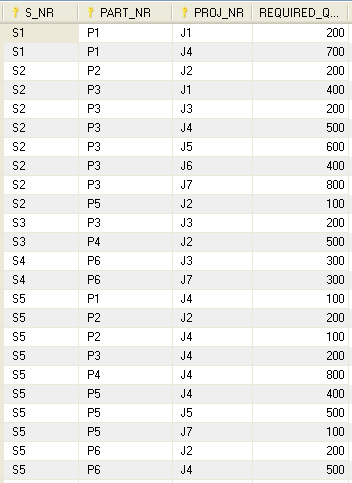 S_NR PART_NR PROJ_NR REQUIRED_Q...
S1 P1 J1 200
S1 P1 J4 700
S2 P2 J2 200
S2 P3 J1 400
S2 P3 J3 200
S2 P3 J4 500
S2 P3 J5 600
S2 P3 J6 400
S2 P3 J7 800
S2 P5 J2 100
S3 P3 J3 200
S3 P4 J2 500
S4 P6 J3 300
S4 P6 J7 300
S5 P1 J4 100
S5 P2 J2 200
S5 P2 J4 100
S5 P3 J4 200
S5 P4 J4 800
S5 P5 J4 400
S5 P5 J5 500
S5 P5 J7 100
S5 P6 J2 200
S5 P6 J4 500